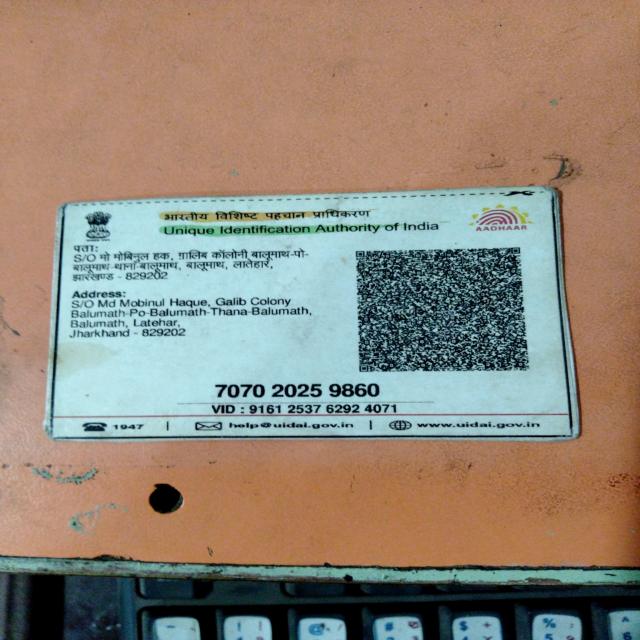 भारतीय विशिष्ट पहचान प्राधिकरण
Unique Identification Authority of India
AADHAAR
पता:
S/O मो मोबिनुल हक, ग़ालिब कॉलोनी बालूमाथ-पो-
बालूमाथ-थाना-बालूमाथ, बालूमाथ, लातेहार,
झारखण्ड - 829202
Address:
S/O Md Mobinul Haque, Galib Colony
Balumath-Po-Balumath-Thana-Balumath,
Balumath, Latehar,
Jharkhand - 829202
7070 2025 9860
VID : 9161 2537 6292 4071
1947 | help@uidai.gov.in | www.uidai.gov.in